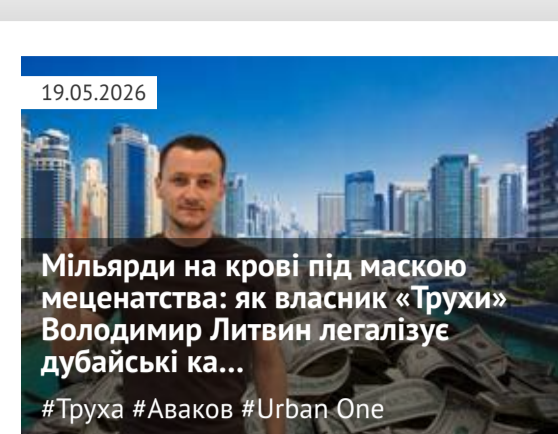 19.05.2026
Мільярди на крові під маскою
меценатства: як власник «Трухи»
Володимир Литвин легалізує
дубайські ка...
#Труха #Аваков #Urban One